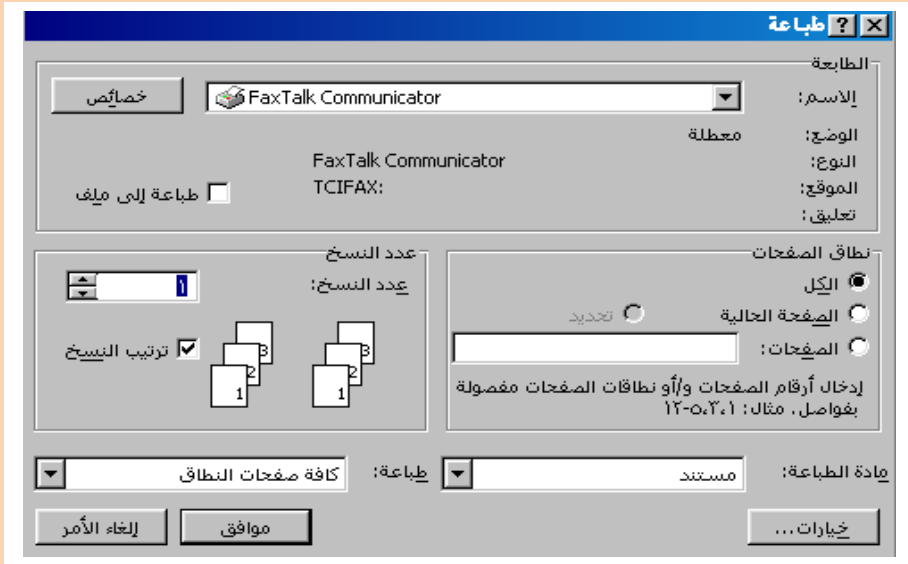 طباعة
الطابعة
الاسم: FaxTalk Communicator خصائص
الوضع: معطلة
النوع: FaxTalk Communicator
الموقع: TCIFAX: طباعة إلى ملف
تعليق:
نطاق الصفحات
الكل
الصفحة الحالية تحديد
الصفحات:
إدخال أرقام الصفحات و/أو نطاقات الصفحات مفصولة
بفواصل. مثال: ١،٣،٥-١٢
عدد النسخ
عدد النسخ: ١
ترتيب النسخ
3 3
2 2
1 1
مادة الطباعة: مستند طباعة: كافة صفحات النطاق
خيارات... موافق إلغاء الأمر